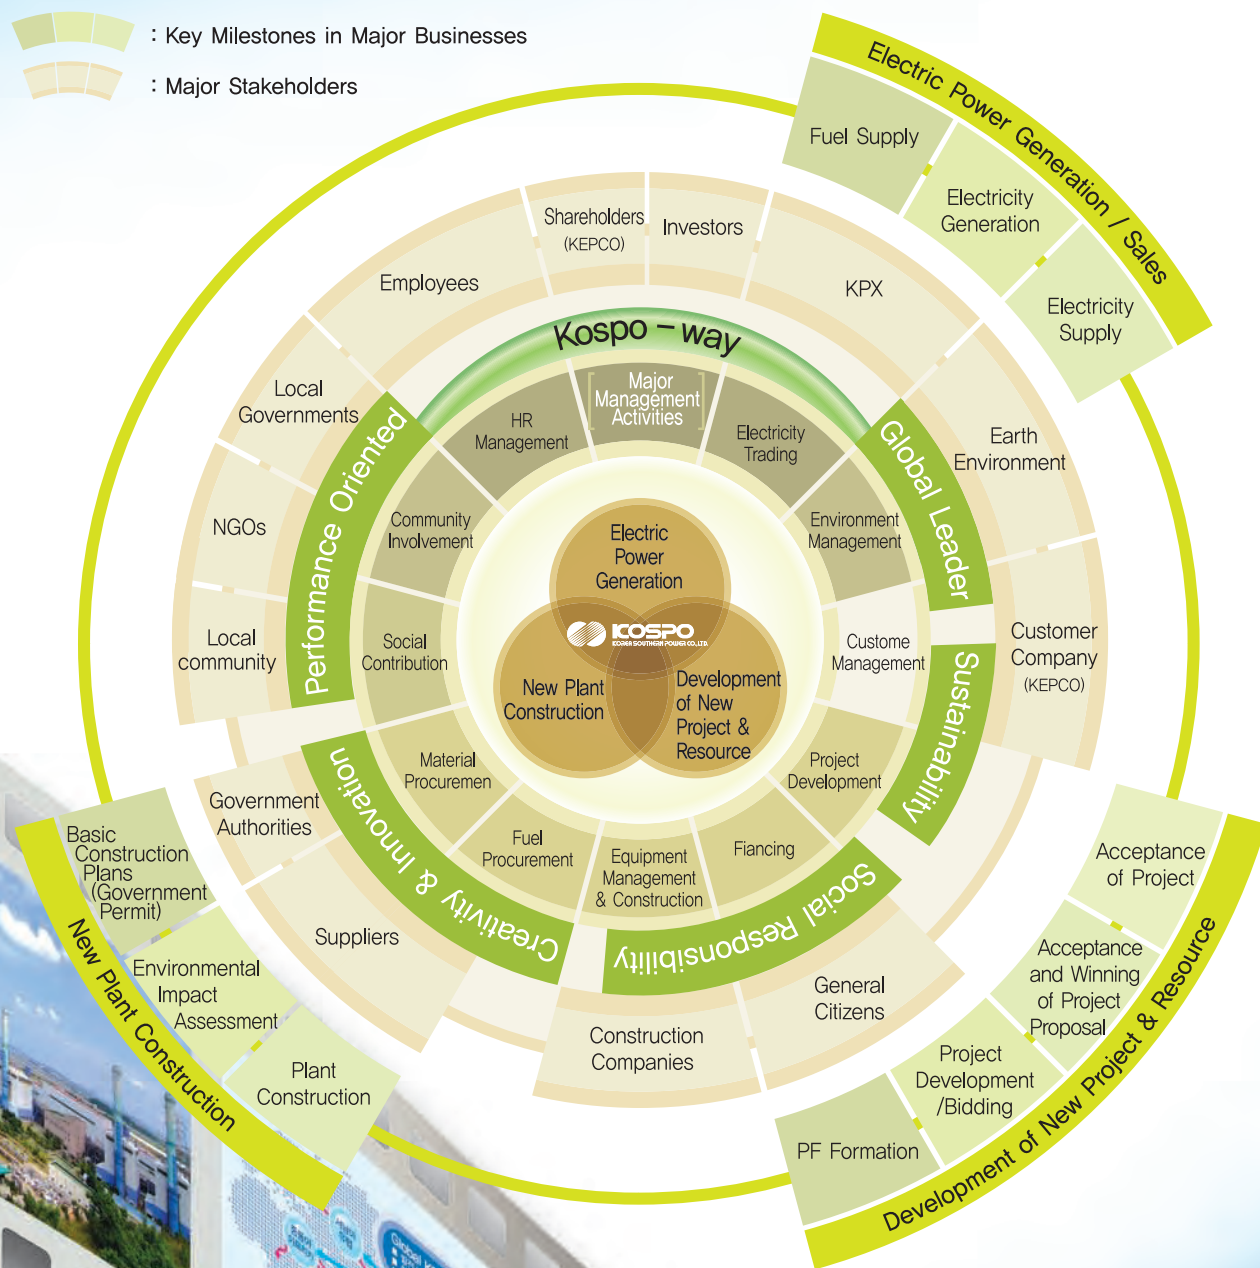 : Key Milestones in Major Businesses
: Major Stakeholders
Electric Power Generation / Sales
Fuel Supply
Electricity
Generation
Electricity
Supply
Shareholders
(KEPCO)
Investors
KPX
Employees
Local
Governments
NGOs
Local
community
Earth
Environment
Customer
Company
(KEPCO)
Government
Authorities
Suppliers
Construction
Companies
General
Citizens
Kospo - way
Performance Oriented
Global Leader
Sustainability
Social Responsibility
Creativity & Innovation
Major
Management
Activities
HR
Management
Electricity
Trading
Community
Involvement
Environment
Management
Social
Contribution
Custome
Management
Material
Procuremen
Project
Development
Fuel
Procurement
Equipment
Management
& Construction
Fiancing
Electric
Power
Generation
KOSPO
KOREA SOUTHERN POWER CO., LTD.
New Plant
Construction
Development
of New
Project &
Resource
Basic
Construction
Plans
(Government
Permit)
Environmental
Impact
Assessment
Plant
Construction
New Plant Construction
Acceptance
of Project
Acceptance
and Winning
of Project
Proposal
Project
Development
/Bidding
PF Formation
Development of New Project & Resource